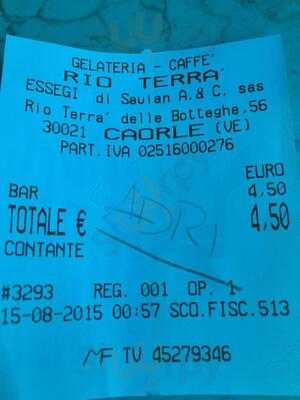 GELATERIA - CAFFE'
RIO TERRA'
ESSEGI di Savian A.& C. sas
Rio Terra' delle Botteghe,56
30021 CAORLE (VE)
PART.IVA 02516000276
EURO
BAR 4,50
TOTALE € 4,50
CONTANTE
ADRI
#3293 REG. 001 OP. 1
15-08-2015 00:57 SCO.FISC.513
MF TV 45279346